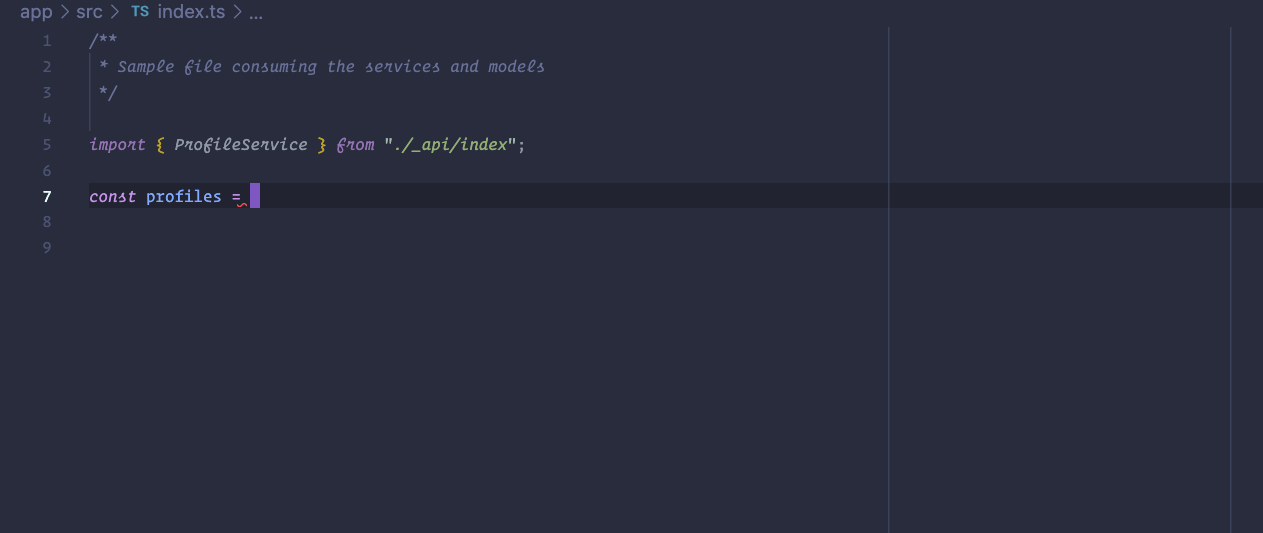 app > src > TS index.ts > ...
1 /**
2 * Sample file consuming the services and models
3 */
4
5 import { ProfileService } from "./_api/index";
6
7 const profiles =
8
9